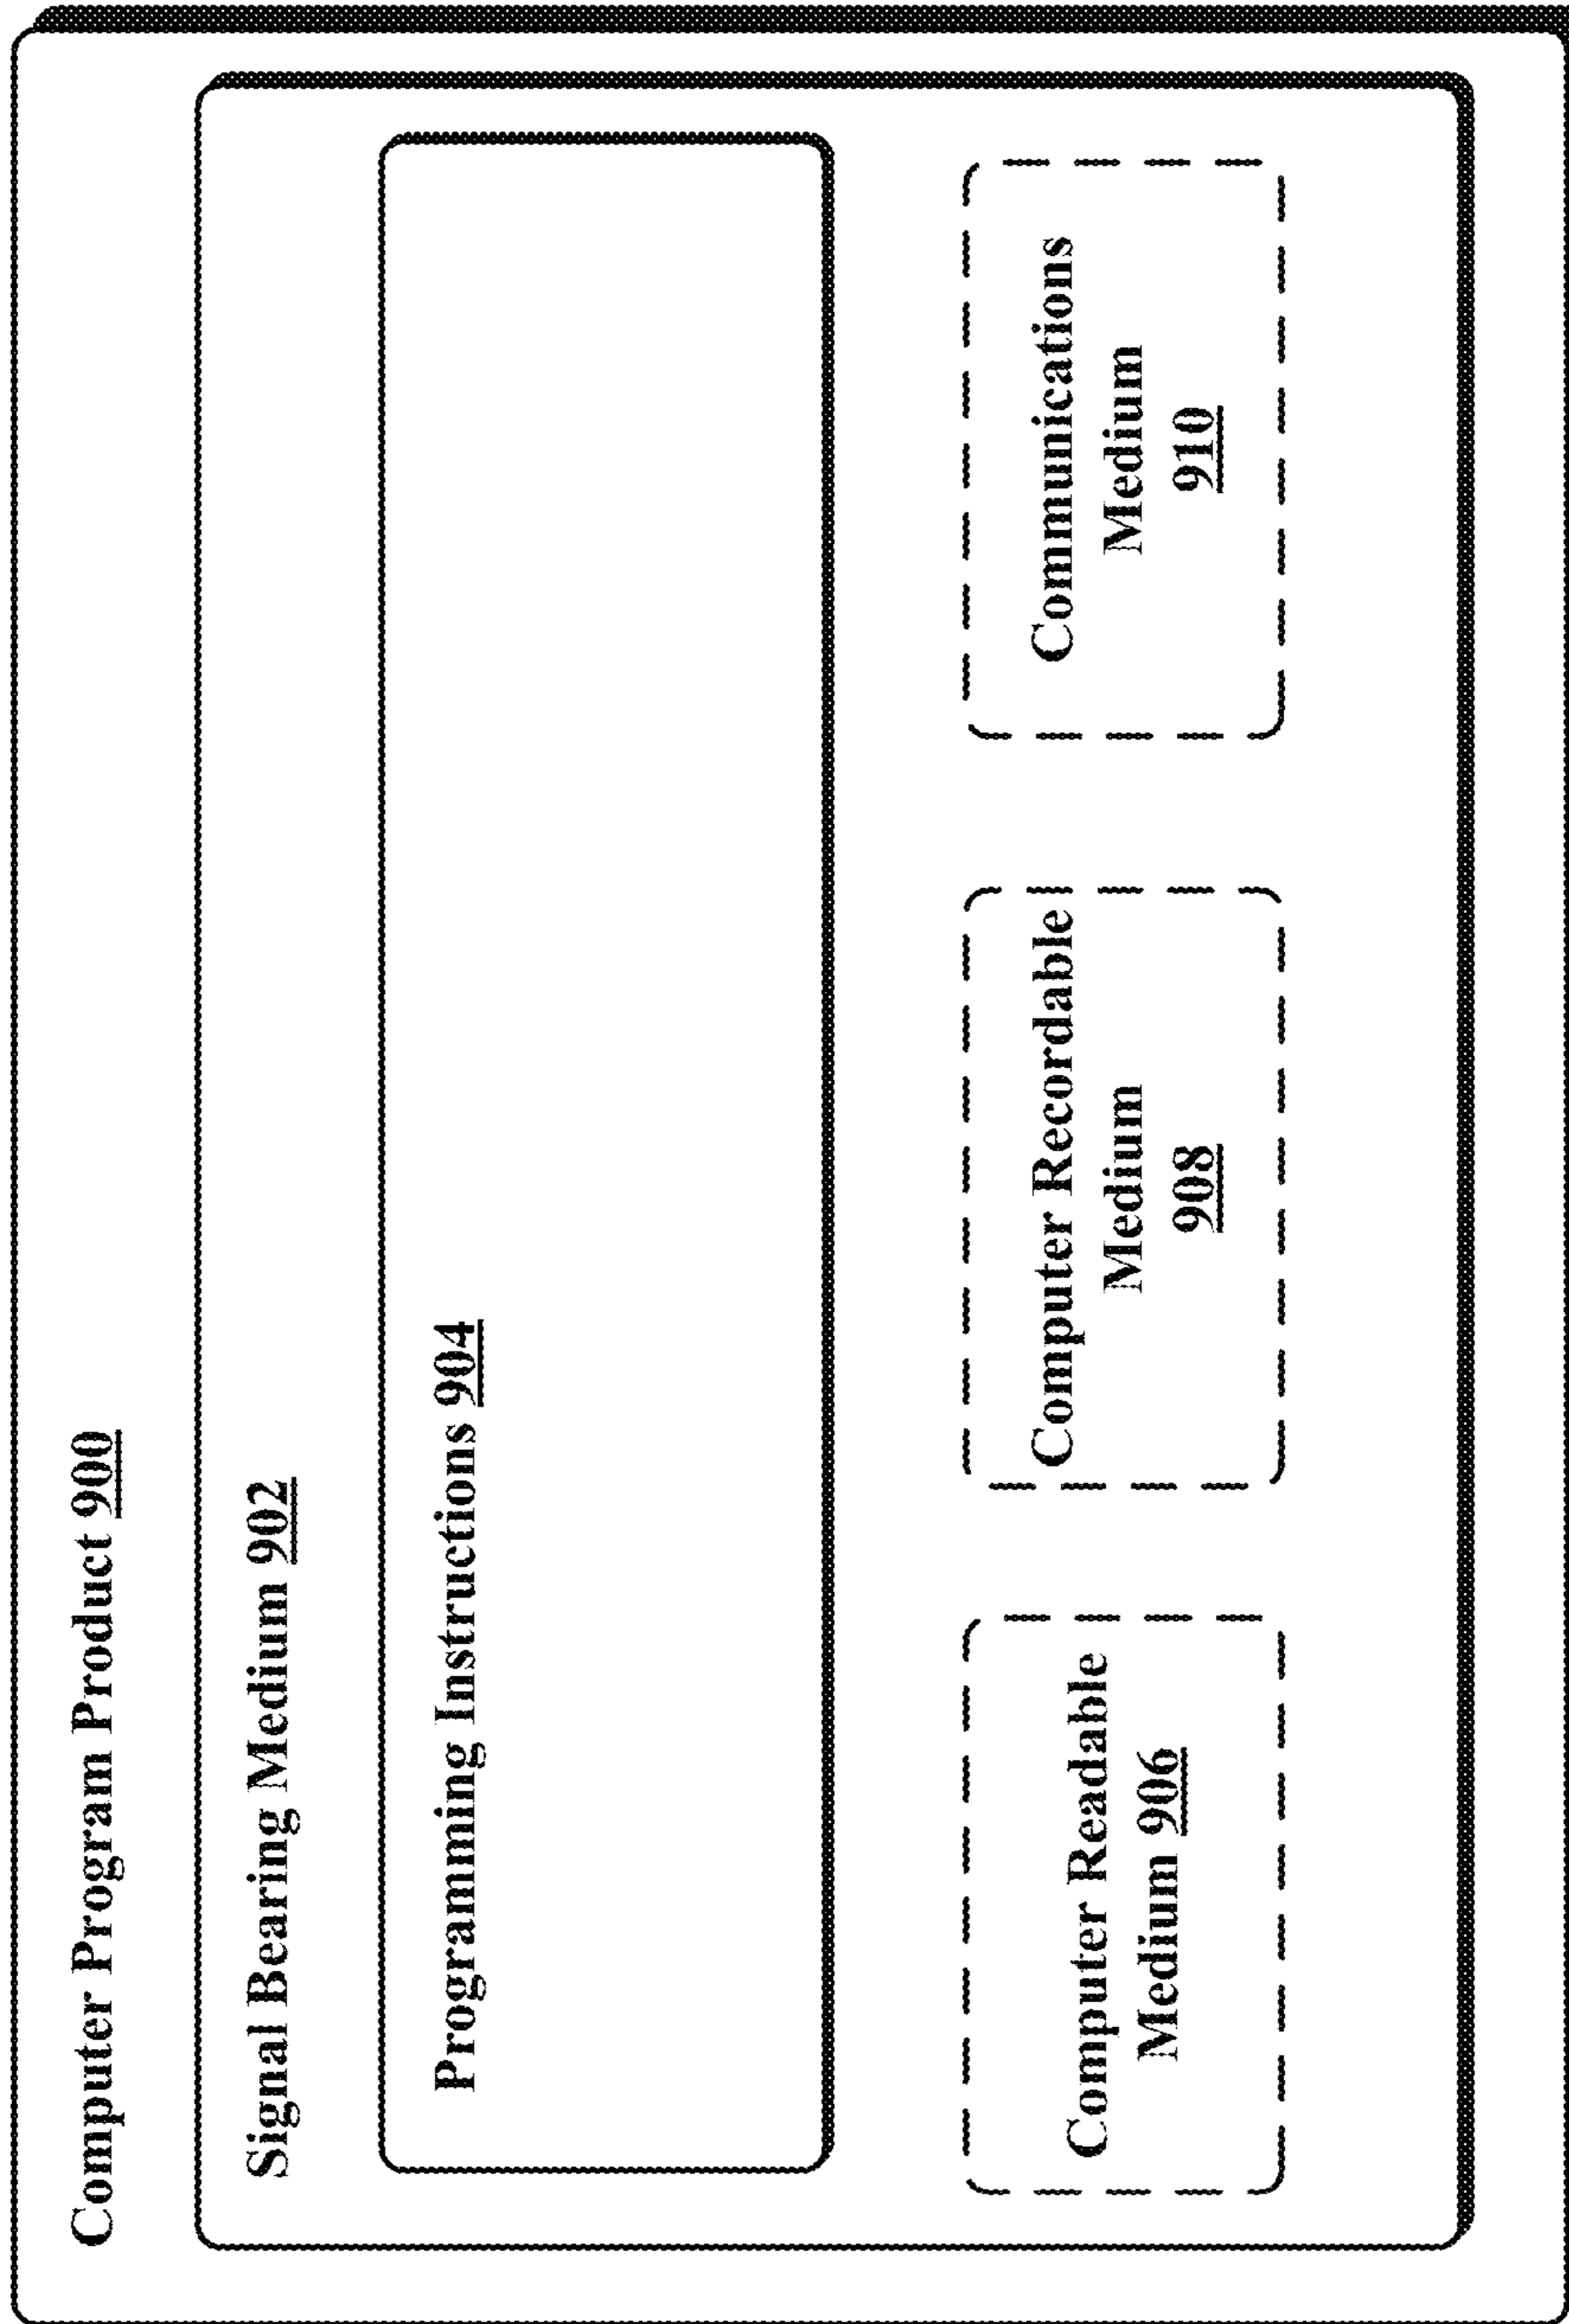 Computer Program Product 900
Signal Bearing Medium 902
Programming Instructions 904
Computer Readable
Medium 906
Computer Recordable
Medium
908
Communications
Medium
910